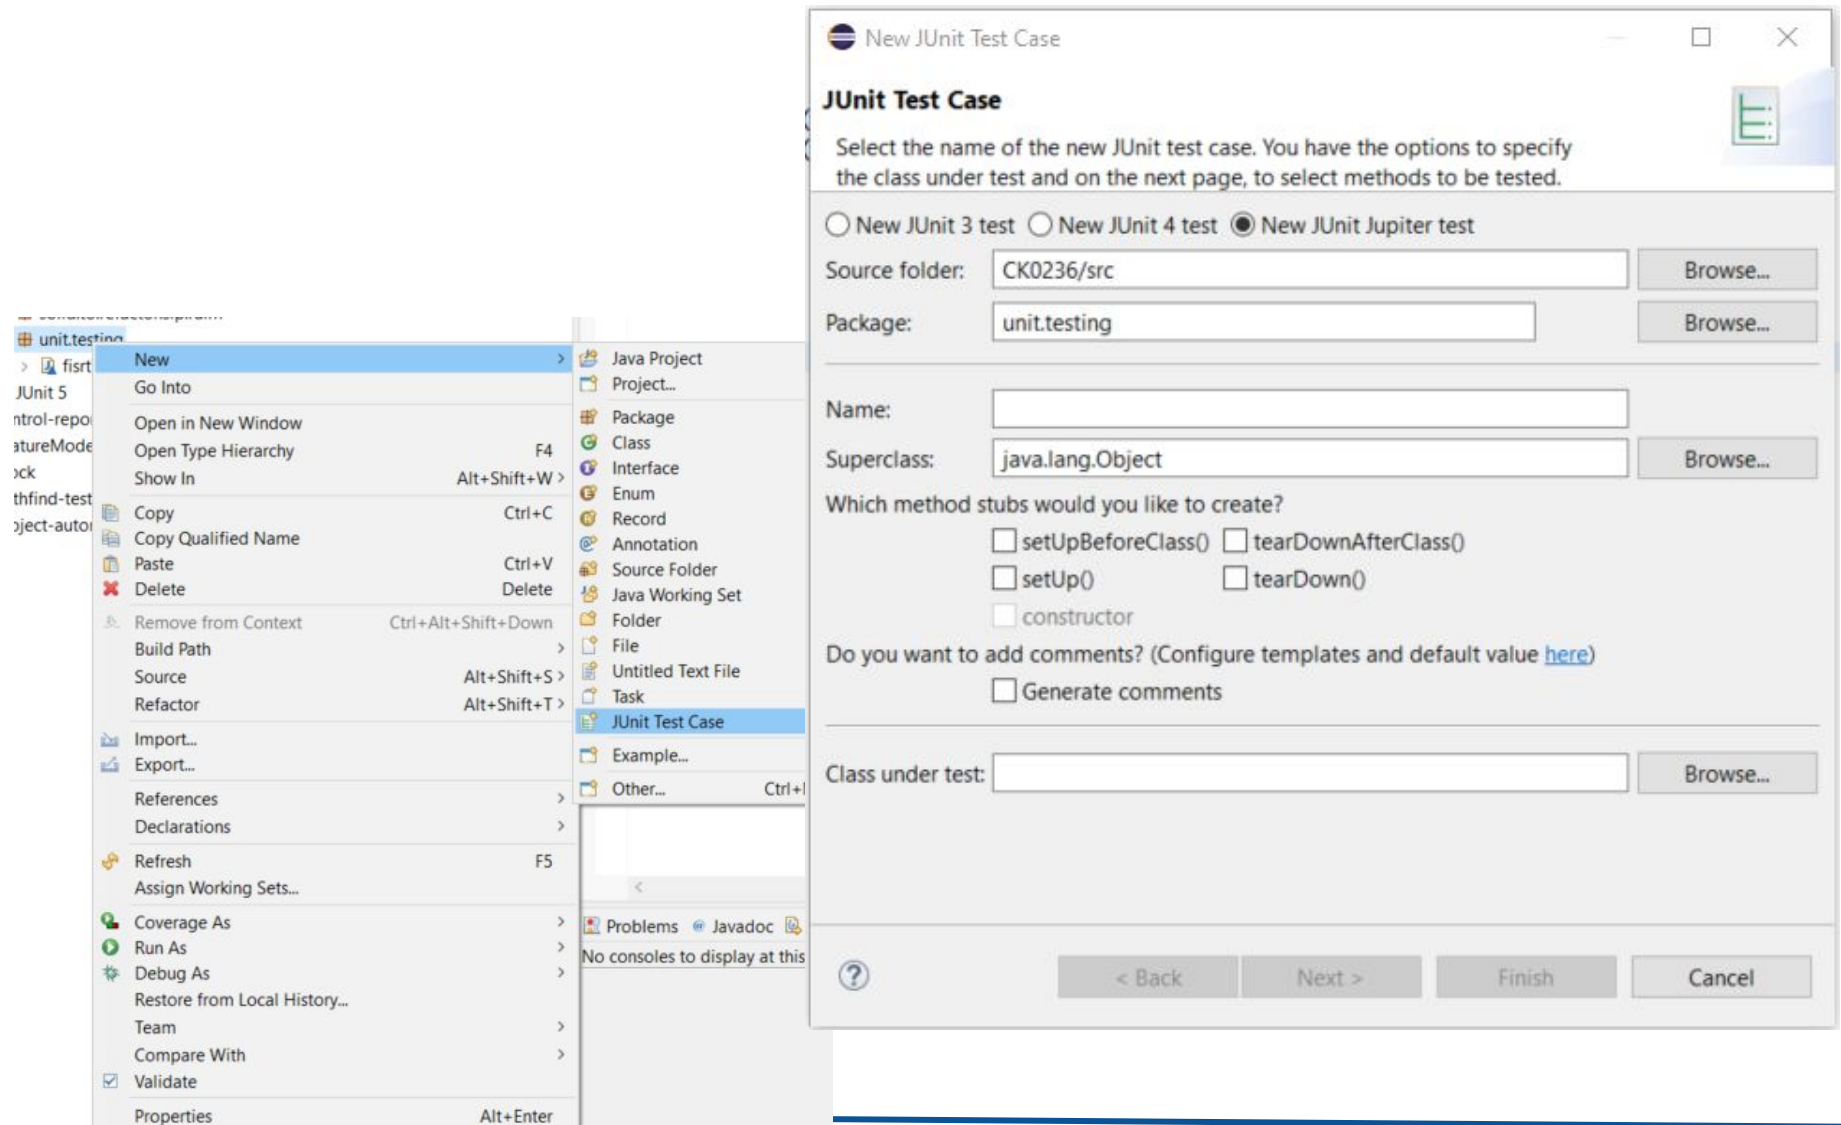 unit.testing
fisrt
JUnit 5
ntrol-repo
atureMode
ock
thfind-test
oject-auto
New
Go Into
Open in New Window
Open Type Hierarchy F4
Show In Alt+Shift+W >
Copy Ctrl+C
Copy Qualified Name
Paste Ctrl+V
Delete Delete
Remove from Context Ctrl+Alt+Shift+Down
Build Path
Source Alt+Shift+S >
Refactor Alt+Shift+T >
Import...
Export...
References
Declarations
Refresh F5
Assign Working Sets...
Coverage As
Run As
Debug As
Restore from Local History...
Team
Compare With
Validate
Properties Alt+Enter
Java Project
Project...
Package
Class
Interface
Enum
Record
Annotation
Source Folder
Java Working Set
Folder
File
Untitled Text File
Task
JUnit Test Case
Example...
Other... Ctrl+
Problems @ Javadoc
No consoles to display at this
New JUnit Test Case
JUnit Test Case
Select the name of the new JUnit test case. You have the options to specify
the class under test and on the next page, to select methods to be tested.
New JUnit 3 test New JUnit 4 test New JUnit Jupiter test
Source folder: CK0236/src Browse...
Package: unit.testing Browse...
Name:
Superclass: java.lang.Object Browse...
Which method stubs would you like to create?
setUpBeforeClass() tearDownAfterClass()
setUp() tearDown()
constructor
Do you want to add comments? (Configure templates and default value here)
Generate comments
Class under test: Browse...
< Back Next > Finish Cancel